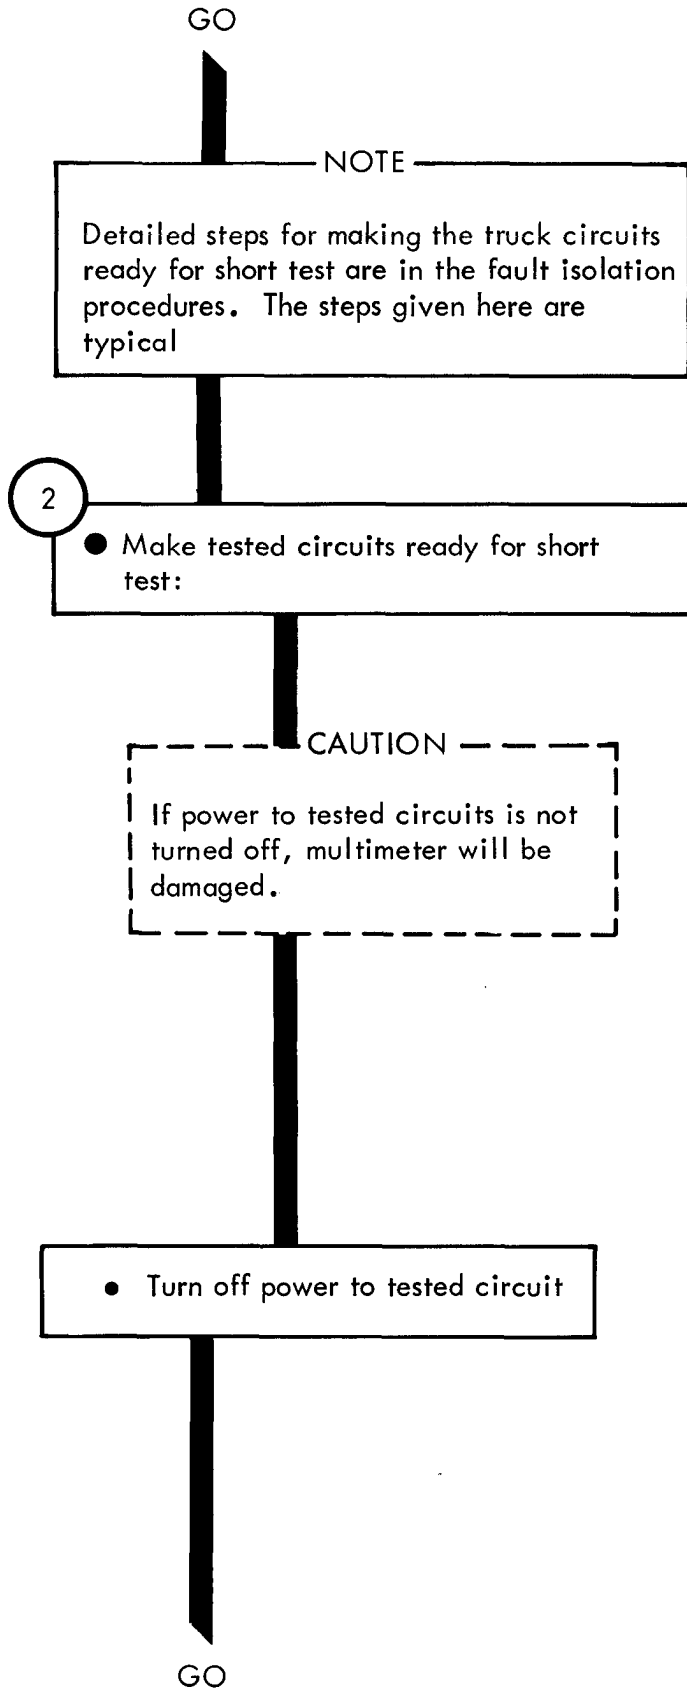 GO
NOTE
Detailed steps for making the truck circuits
ready for short test are in the fault isolation
procedures. The steps given here are
typical
2
● Make tested circuits ready for short
test:
CAUTION
If power to tested circuits is not
turned off, multimeter will be
damaged.
● Turn off power to tested circuit
GO